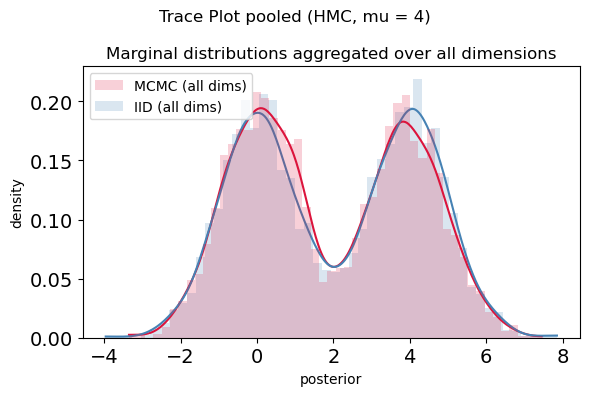 Trace Plot pooled (HMC, mu = 4)
Marginal distributions aggregated over all dimensions
MCMC (all dims)
IID (all dims)
density
0.20
0.15
0.10
0.05
0.00
−4 −2 0 2 4 6 8
posterior